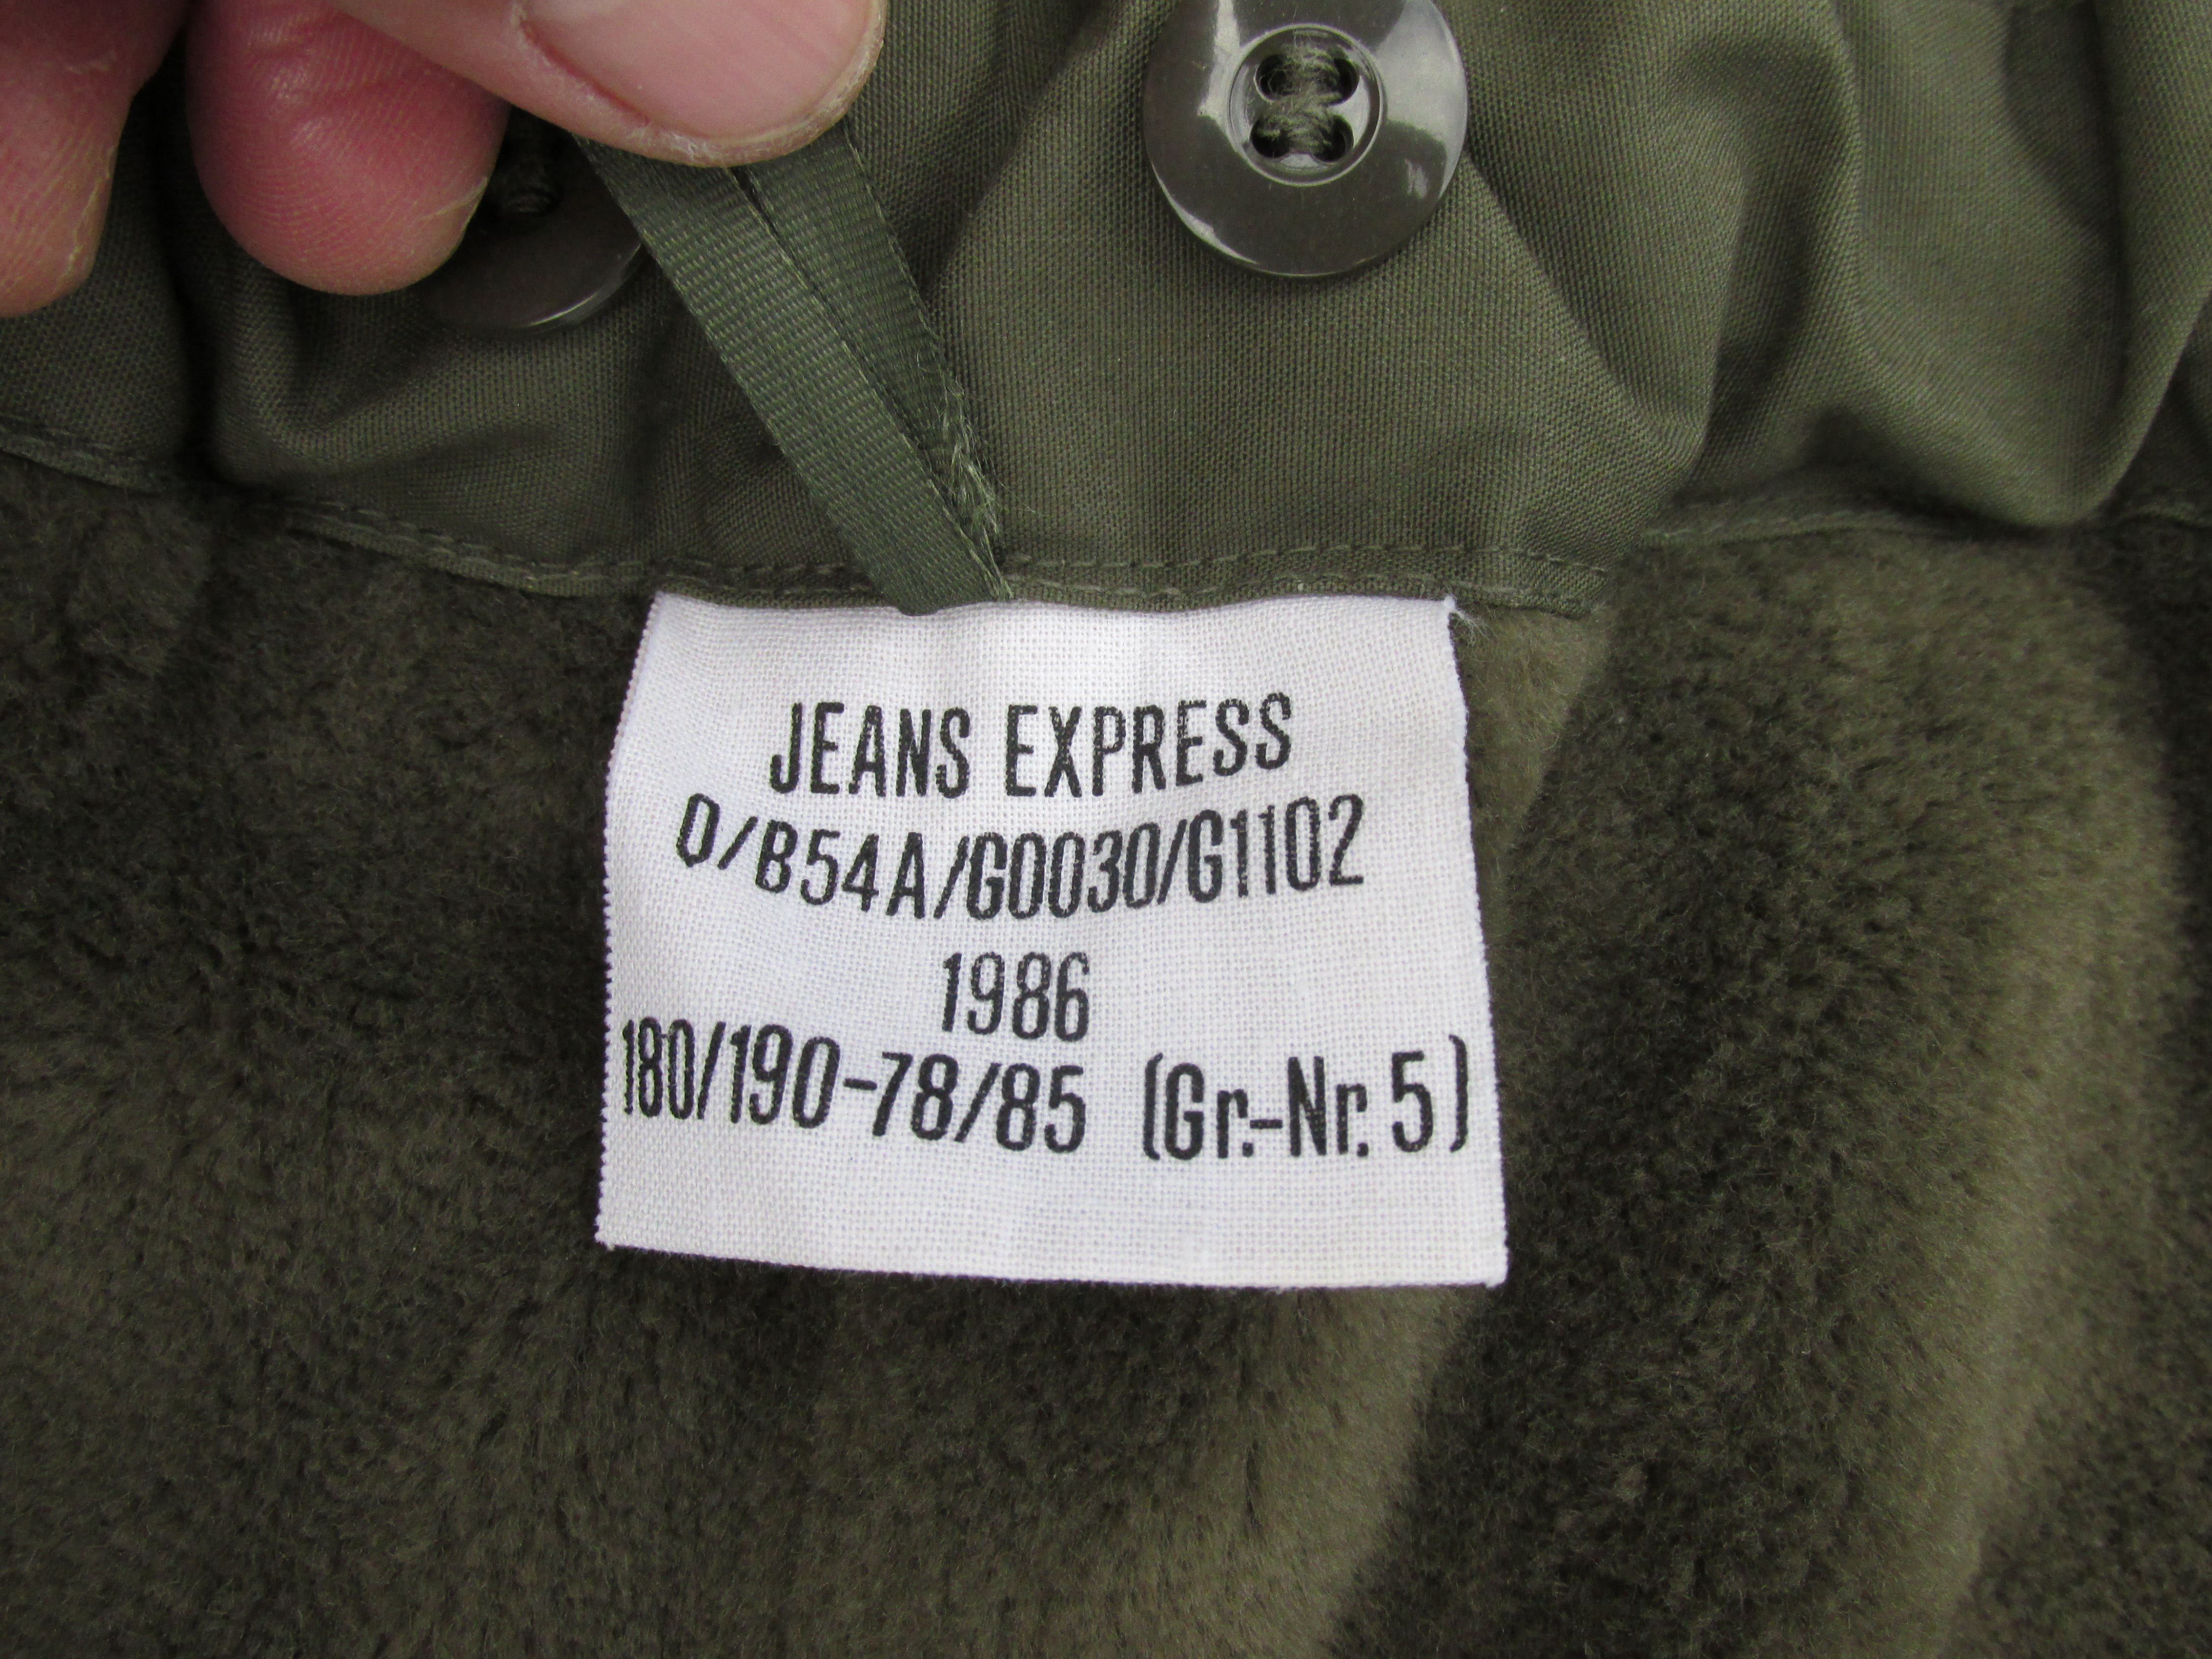 JEANS EXPRESS
0/B54A/G0030/G1102
1986
180/190-78/85 (Gr.-Nr. 5)